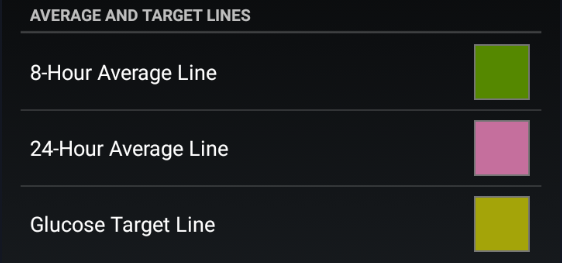 AVERAGE AND TARGET LINES
8-Hour Average Line
24-Hour Average Line
Glucose Target Line